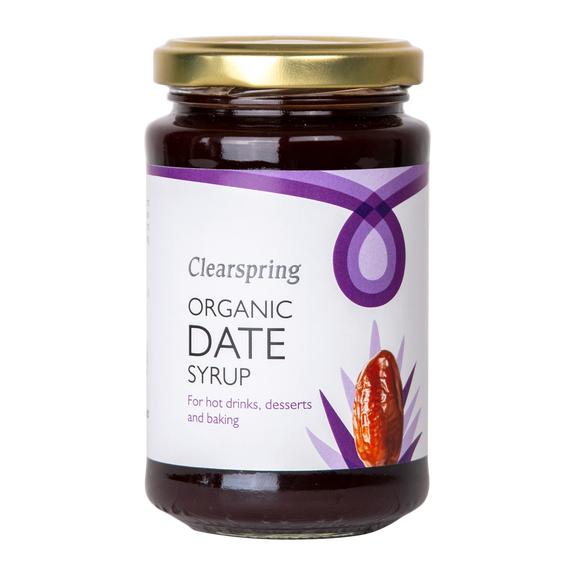 Clearspring
ORGANIC
DATE
SYRUP
For hot drinks, desserts
and baking